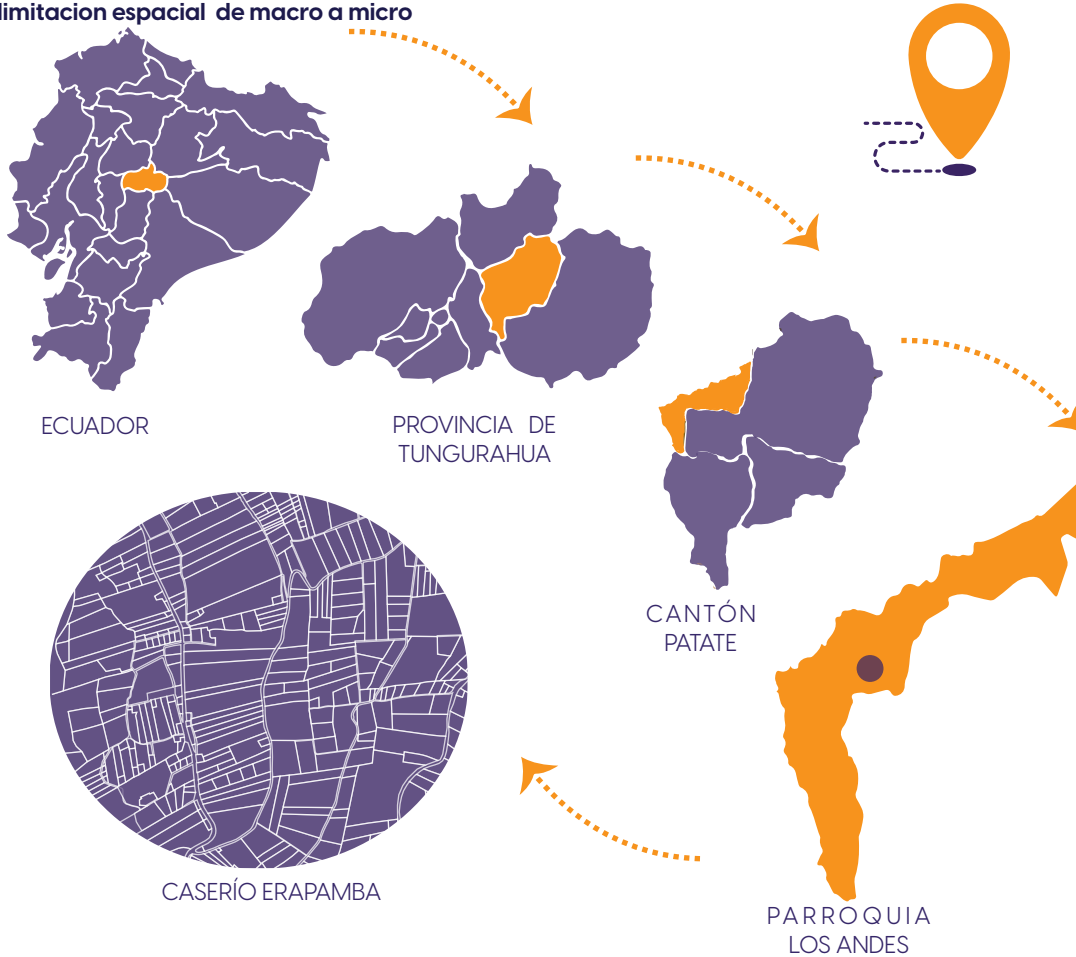 limitacion espacial de macro a micro
ECUADOR
PROVINCIA DE
TUNGURAHUA
CANTÓN
PATATE
CASERÍO ERAPAMBA
PARROQUIA
LOS ANDES